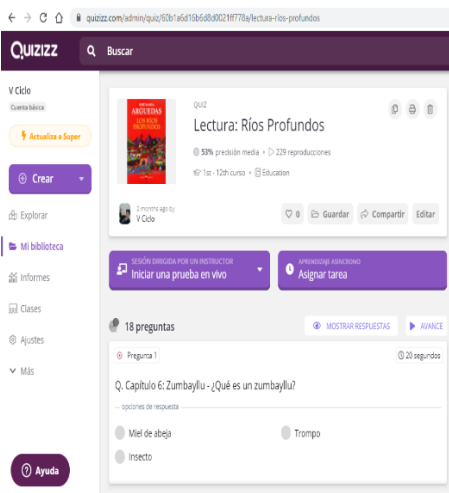 quizizz.com/admin/quiz/60b1a6d16b6d8d0021ff778a/lectura-ríos-profundos
QUIZIZZ
Buscar
V Ciclo
Cuenta básica
Actualiza a Super
Crear
Explorar
Mi biblioteca
Informes
Clases
Ajustes
Más
Ayuda
ARGUEDAS
LOS RÍOS
PROFUNDOS
QUIZ
Lectura: Ríos Profundos
53% precisión media • 229 reproducciones
1st - 12th curso • Education
2 months ago by
V Ciclo
0
Guardar
Compartir
Editar
SESIÓN DIRIGIDA POR UN INSTRUCTOR
Iniciar una prueba en vivo
APRENDIZAJE ASÍNCRONO
Asignar tarea
18 preguntas
MOSTRAR RESPUESTAS
AVANCE
Pregunta 1
20 segundos
Q. Capítulo 6: Zumbayllu - ¿Qué es un zumbayllu?
opciones de respuesta
Miel de abeja
Trompo
Insecto